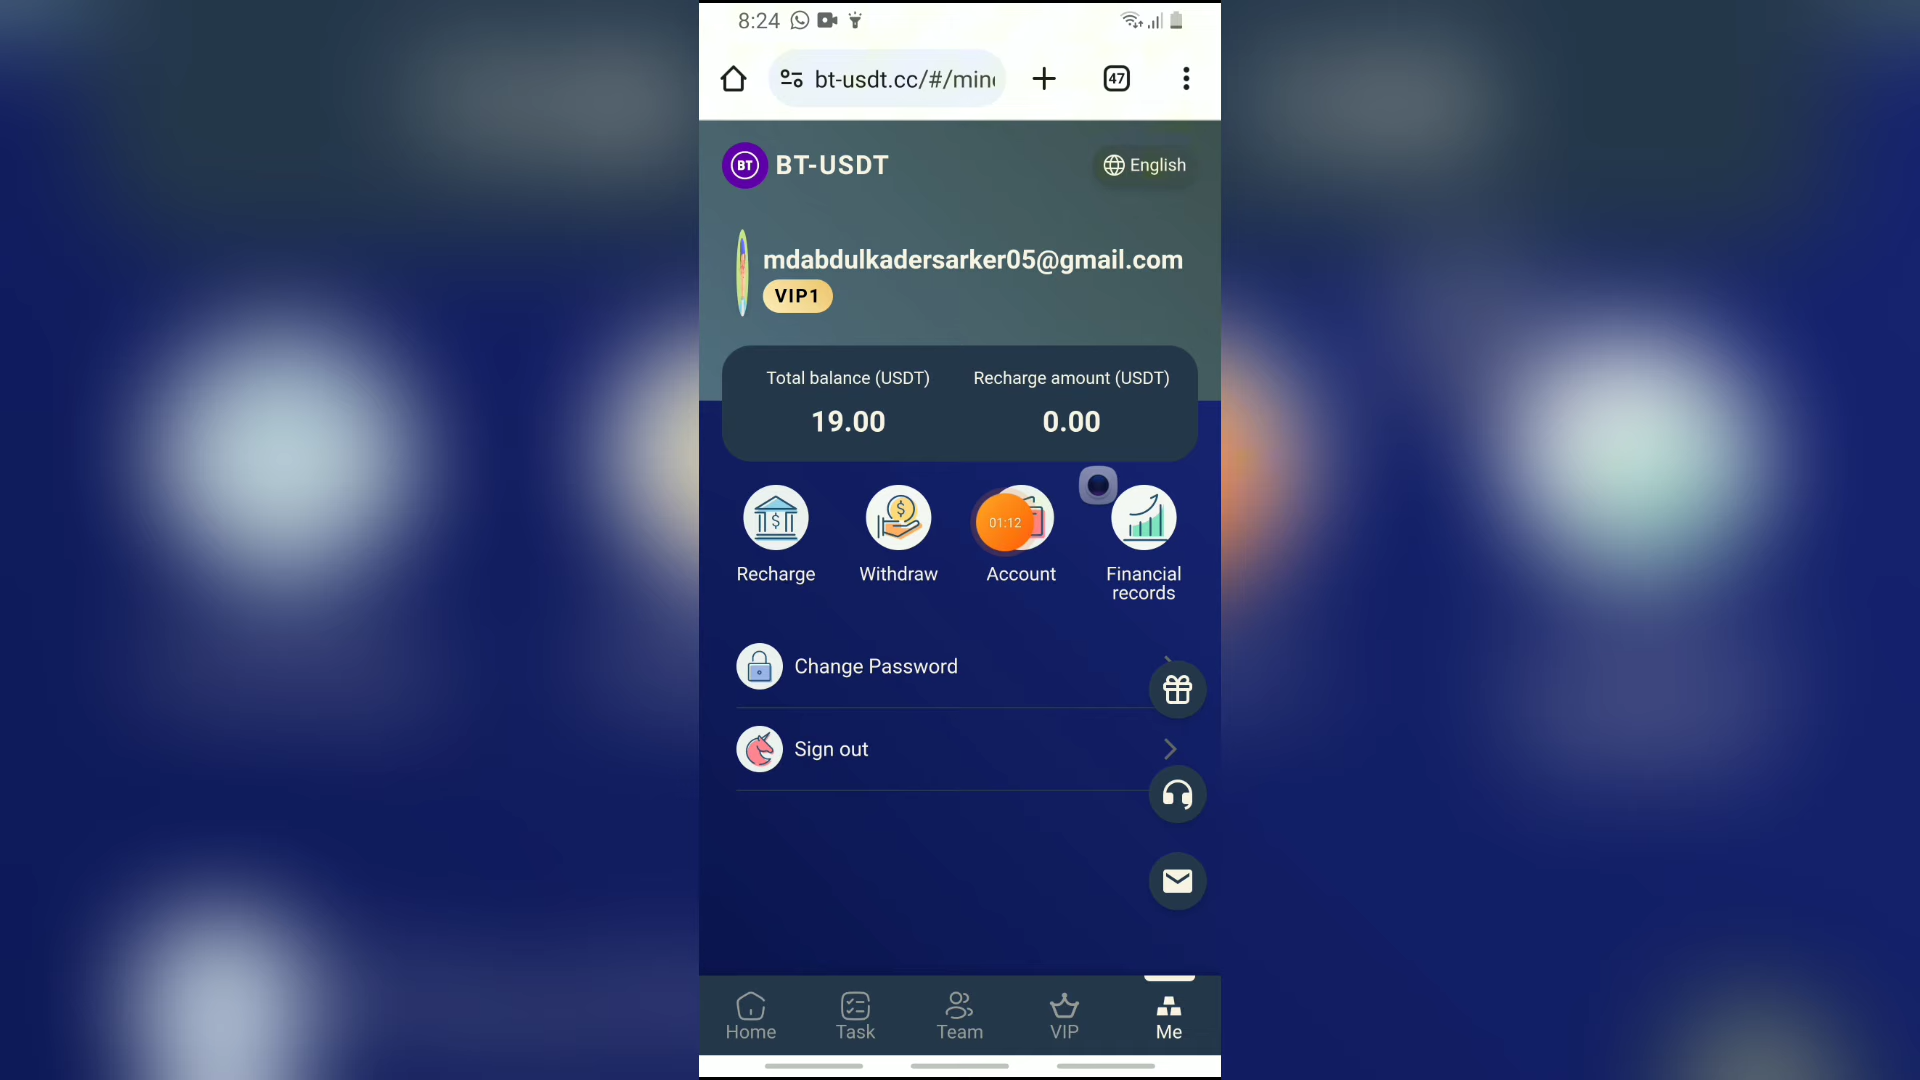 8:24
bt-usdt.cc/#/min
47
BT
BT-USDT
English
mdabdulkadersarker05@gmail.com
VIP1
Total balance (USDT)
Recharge amount (USDT)
19.00
0.00
01:12
Recharge
Withdraw
Account
Financial
records
Change Password
Sign out
Home
Task
Team
VIP
Me